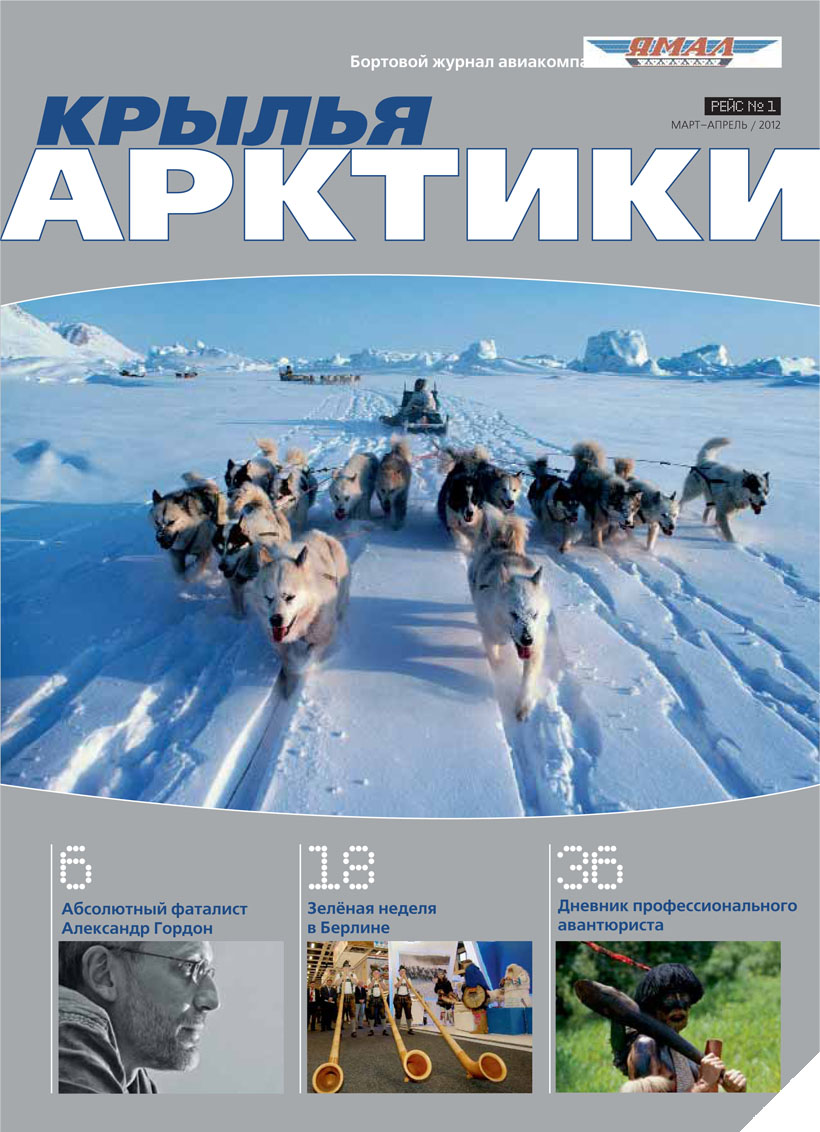 Бортовой журнал авиакомпа
ЯМАЛ
КРЫЛЬЯ
АРКТИКИ
РЕЙС № 1
МАРТ–АПРЕЛЬ / 2012
6
Абсолютный фаталист
Александр Гордон
18
Зелёная неделя
в Берлине
36
Дневник профессионального
авантюриста